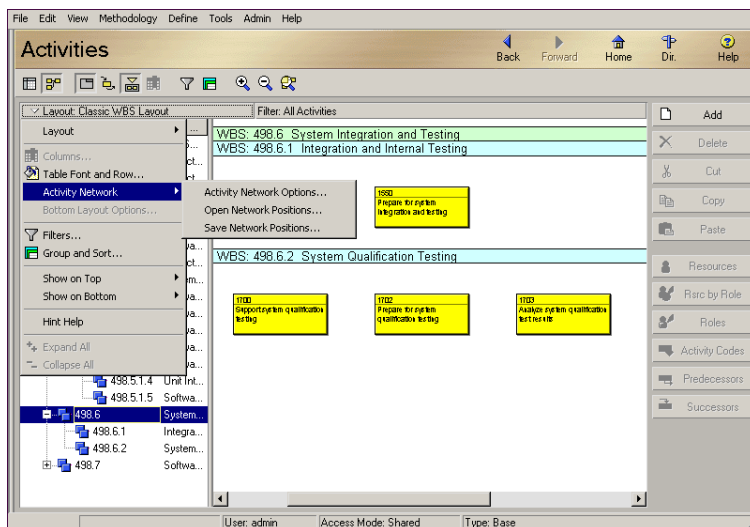 File Edit View Methodology Define Tools Admin Help
Activities
Back Forward Home Dir. Help
Layout: Classic WBS Layout
Filter: All Activities
Layout
Columns...
Table Font and Row...
Activity Network
Bottom Layout Options...
Filters...
Group and Sort...
Show on Top
Show on Bottom
Hint Help
Expand All
Collapse All
Activity Network Options...
Open Network Positions...
Save Network Positions...
498.5.1.4 Unit Int...
498.5.1.5 Softwa...
498.6 System...
498.6.1 Integra...
498.6.2 System...
498.7 Softwa...
WBS: 498.6 System Integration and Testing
WBS: 498.6.1 Integration and Internal Testing
1550
Prepare for system
integration and testing
WBS: 498.6.2 System Qualification Testing
1700
Support system qualification
testing
1702
Prepare for system
qualification testing
1703
Analyze system qualification
test results
Add
Delete
Cut
Copy
Paste
Resources
Rsrc by Role
Roles
Activity Codes
Predecessors
Successors
User: admin
Access Mode: Shared
Type: Base